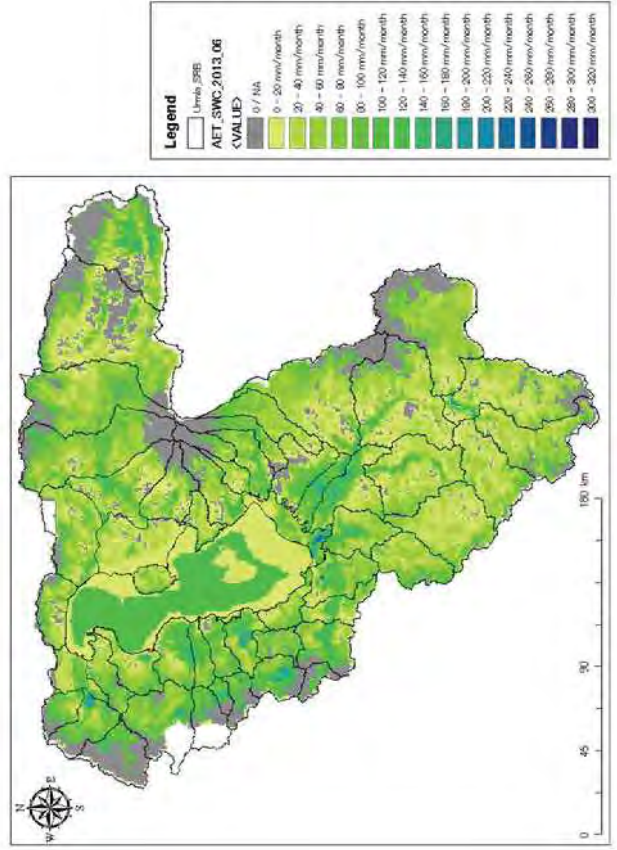 N
W
E
S
Legend
Urmia_SRB
AET_SWC_2013_06
<VALUE>
0 / NA
0 - 20 mm/month
20 - 40 mm/month
40 - 60 mm/month
60 - 80 mm/month
80 - 100 mm/month
100 - 120 mm/month
120 - 140 mm/month
140 - 160 mm/month
160 - 180 mm/month
180 - 200 mm/month
200 - 220 mm/month
220 - 240 mm/month
240 - 260 mm/month
260 - 280 mm/month
280 - 300 mm/month
300 - 320 mm/month
0
45
90
180 km